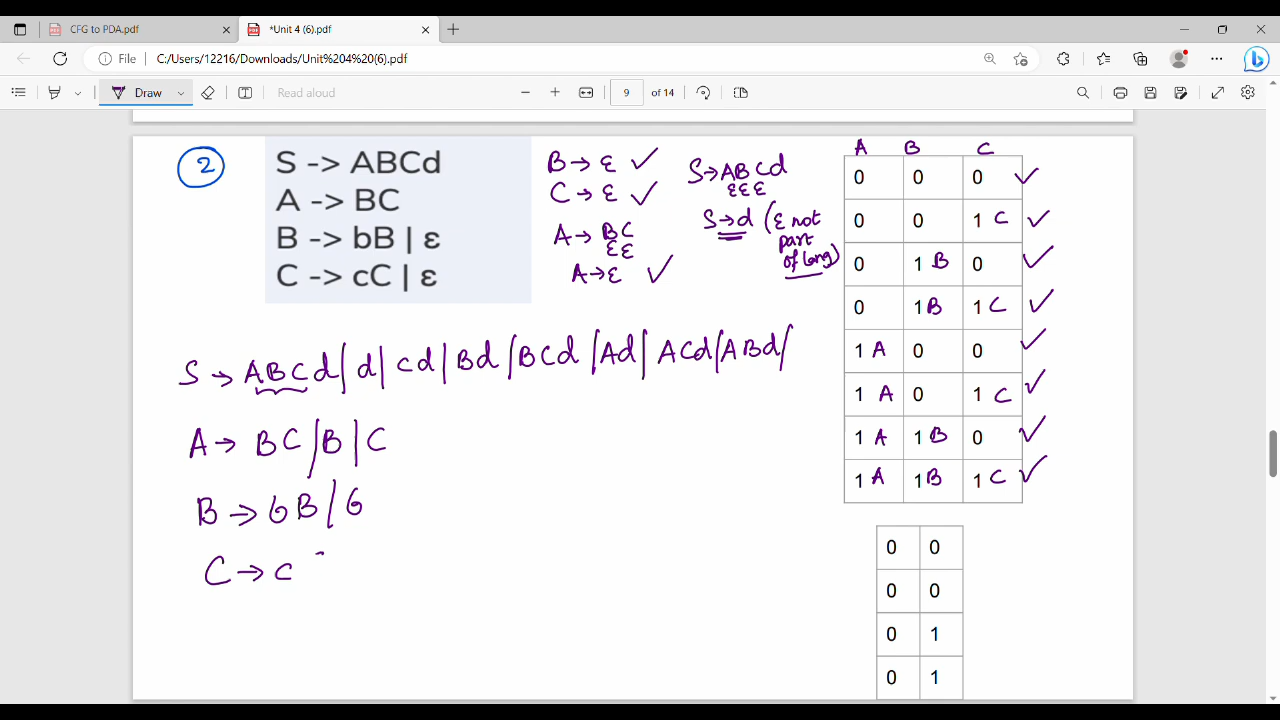 CFG to PDA.pdf
*Unit 4 (6).pdf
File
C:/Users/12216/Downloads/Unit%204%20(6).pdf
Draw
Read aloud
9 of 14
2
S -> ABCd
A -> BC
B -> bB | ε
C -> cC | ε
B → ε ✓
C → ε ✓
A → BC
εε
A → ε ✓
S → ABCd
εεε
S → d (ε not
part
of lang)
A B C
0 0 0 ✓
0 0 1 C ✓
0 1 B 0 ✓
0 1 B 1 C ✓
1 A 0 0 ✓
1 A 0 1 C ✓
1 A 1 B 0 ✓
1 A 1 B 1 C ✓
S → ABCd | d | Cd | Bd | BCd | Ad | ACd | ABd |
A → BC | B | C
B → bB | b
C → c
0 0
0 0
0 1
0 1